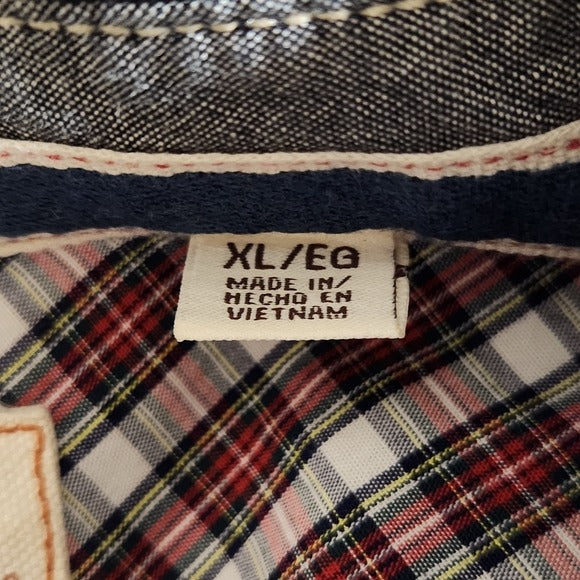 XL/EG
MADE IN/
HECHO EN
VIETNAM